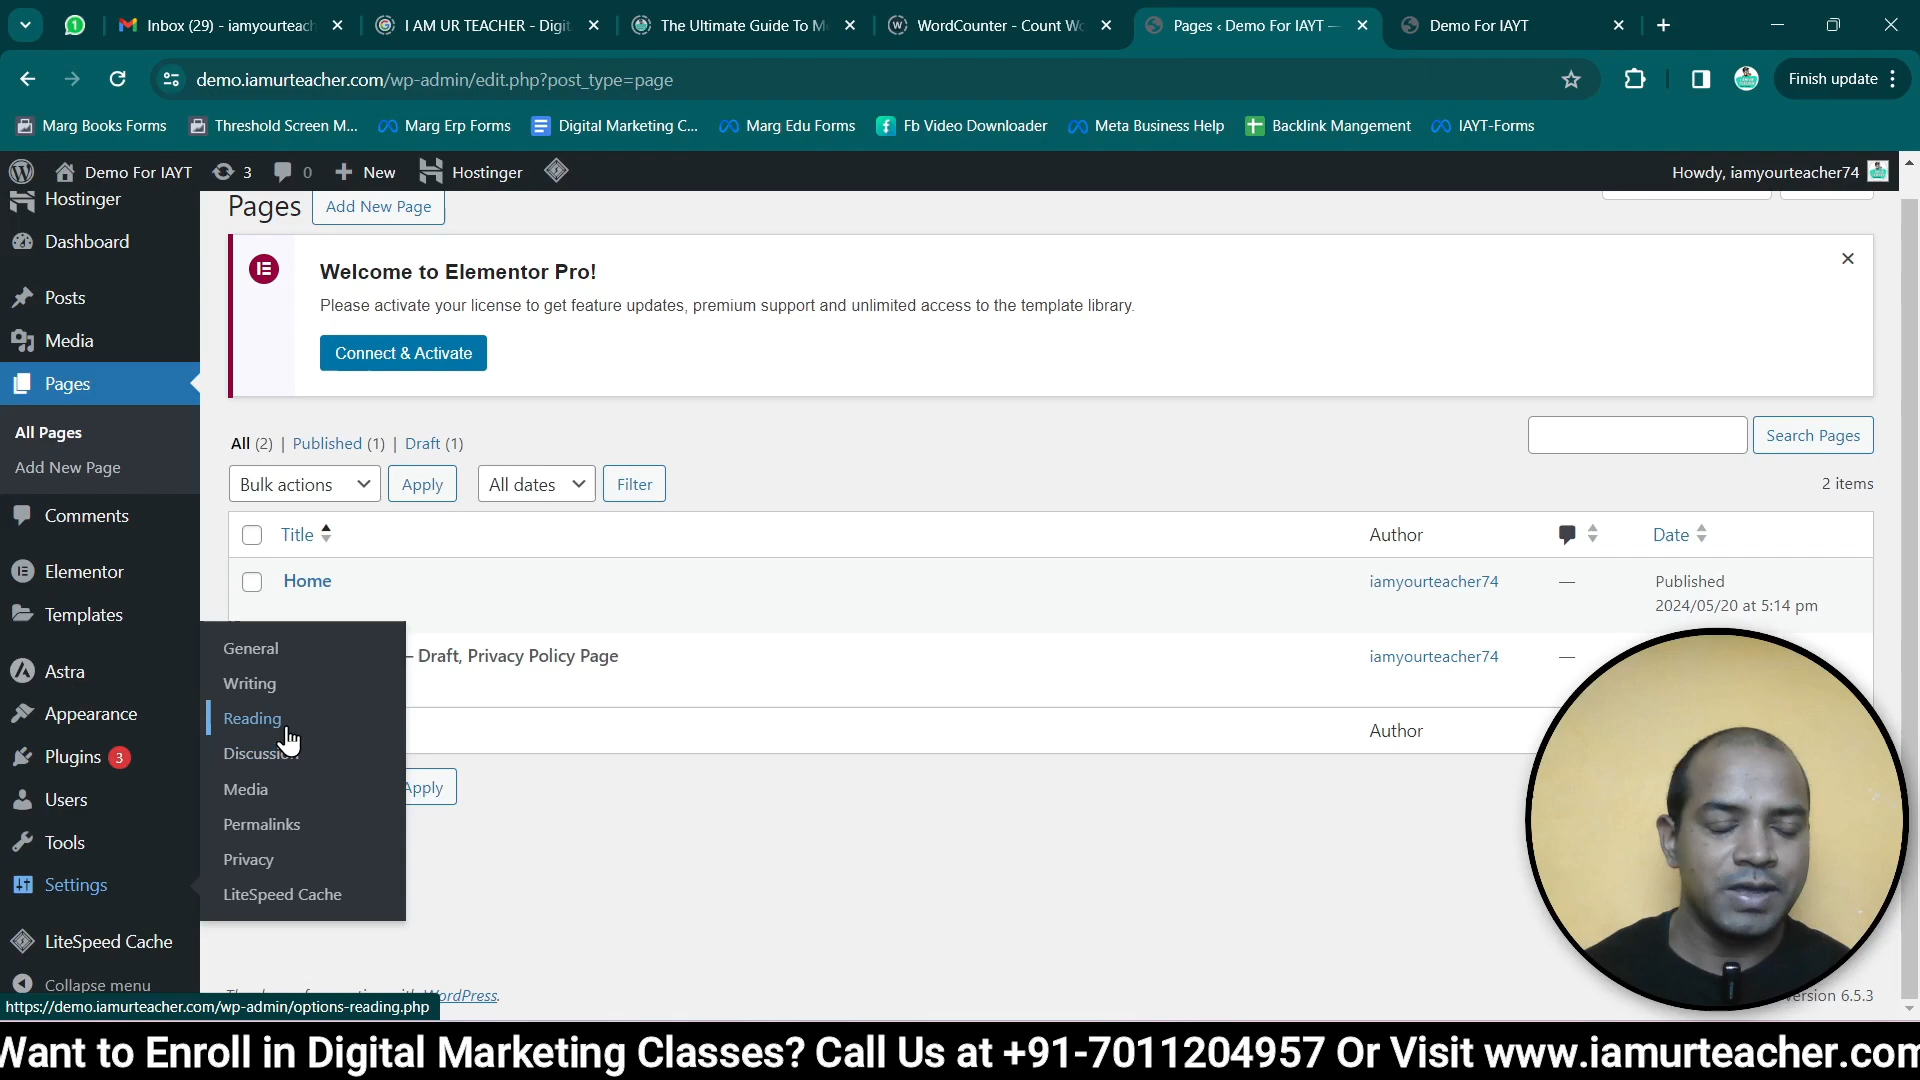 1
Inbox (29) - iamyourteach
I AM UR TEACHER - Digit
The Ultimate Guide To M
WordCounter - Count Wo
Pages ‹ Demo For IAYT —
Demo For IAYT
demo.iamurteacher.com/wp-admin/edit.php?post_type=page
Finish update
Marg Books Forms
Threshold Screen M...
Marg Erp Forms
Digital Marketing C...
Marg Edu Forms
Fb Video Downloader
Meta Business Help
Backlink Mangement
IAYT-Forms
Demo For IAYT
3
0
New
Hostinger
Howdy, iamyourteacher74
Hostinger
Dashboard
Posts
Media
Pages
All Pages
Add New Page
Comments
Elementor
Templates
Astra
Appearance
Plugins 3
Users
Tools
Settings
LiteSpeed Cache
Collapse menu
General
Writing
Reading
Discussion
Media
Permalinks
Privacy
LiteSpeed Cache
Pages
Add New Page
Welcome to Elementor Pro!
Please activate your license to get feature updates, premium support and unlimited access to the template library.
Connect & Activate
All (2) | Published (1) | Draft (1)
Search Pages
Bulk actions
Apply
All dates
Filter
2 items
Title
Author
Date
Home
iamyourteacher74
—
Published
2024/05/20 at 5:14 pm
— Draft, Privacy Policy Page
iamyourteacher74
—
Author
Apply
WordPress.
Version 6.5.3
https://demo.iamurteacher.com/wp-admin/options-reading.php
Want to Enroll in Digital Marketing Classes? Call Us at +91-7011204957 Or Visit www.iamurteacher.com